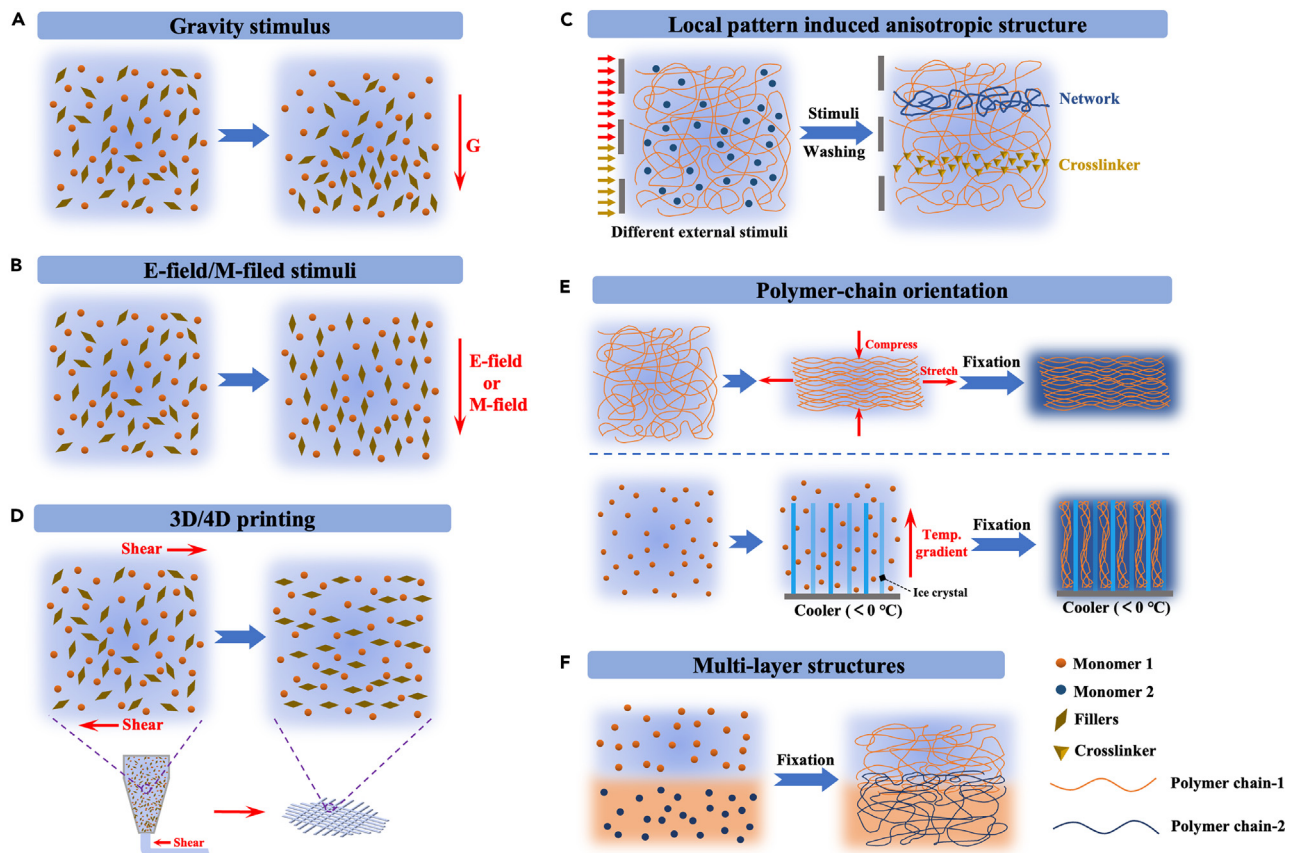 A
Gravity stimulus
G
B
E-field/M-filed stimuli
E-field
or
M-field
D
3D/4D printing
Shear
Shear
Shear
C
Local pattern induced anisotropic structure
Stimuli
Washing
Network
Crosslinker
Different external stimuli
E
Polymer-chain orientation
Compress
Stretch
Fixation
Temp.
gradient
Fixation
Ice crystal
Cooler (< 0 °C)
Cooler (< 0 °C)
F
Multi-layer structures
Fixation
Monomer 1
Monomer 2
Fillers
Crosslinker
Polymer chain-1
Polymer chain-2